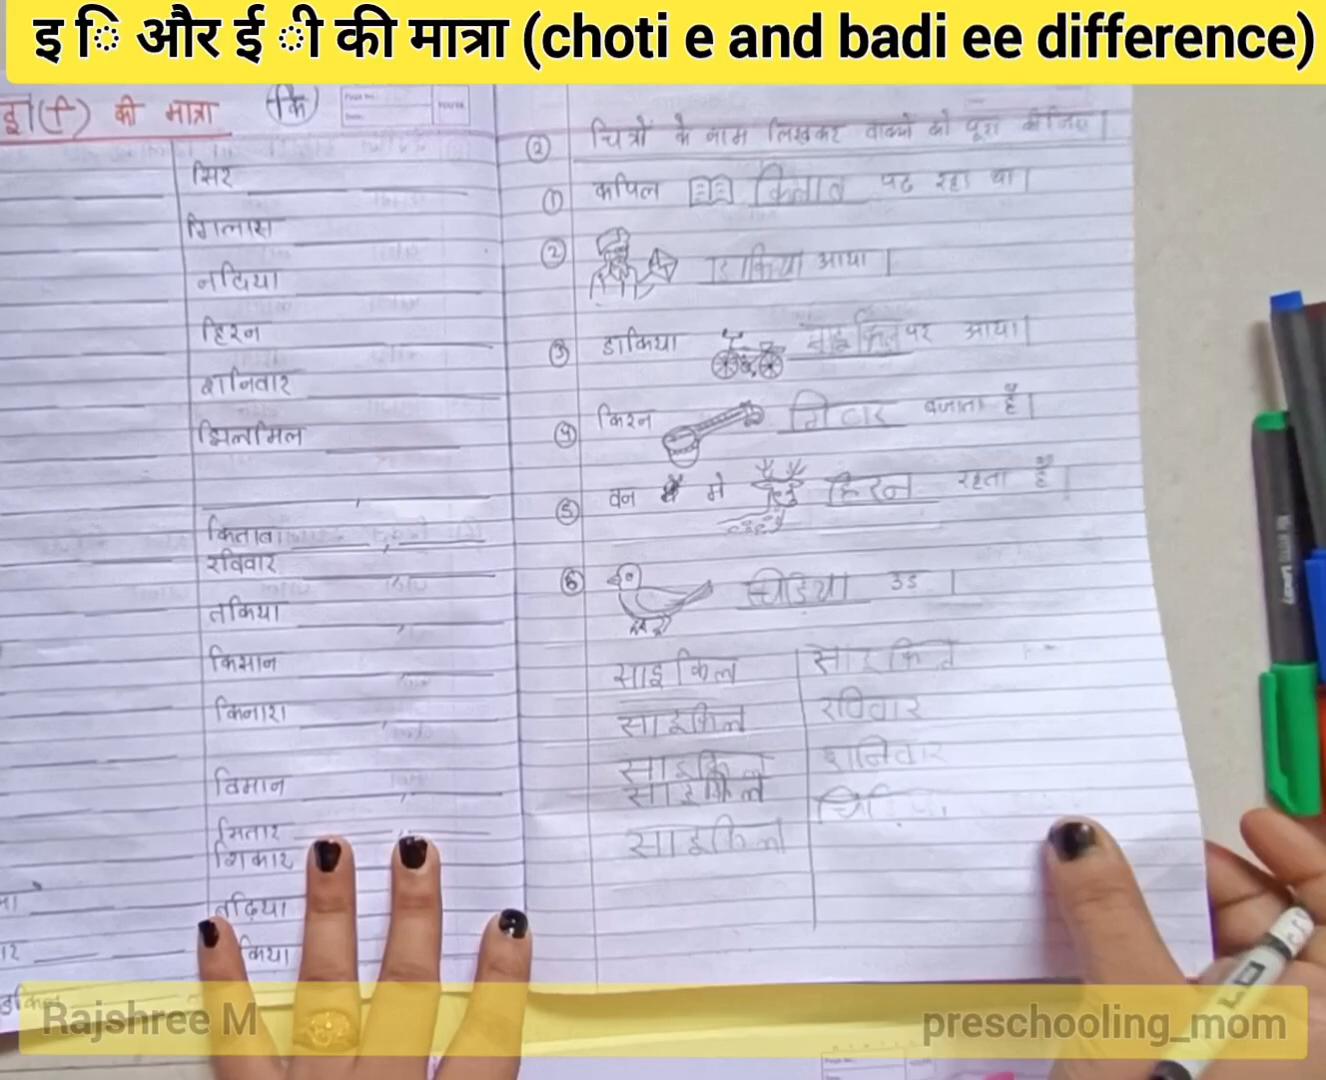 इ ि और ई ी की मात्रा (choti e and badi ee difference)
की मात्रा
कि
सिर
गिलास
नदिया
हिरन
शनिवार
झिलमिल
किताब
रविवार
तकिया
किसान
किनारा
विमान
सितार
शिकार
किया
② चित्रों के नाम लिखकर वाक्यों को पूरा कीजिए।
① कपिल किताब पढ रहा था।
② डाकिया आया।
③ डाकिया साइकिल पर आया।
④ किरन गिटार बजाता है।
⑤ वन मे हिरन रहता है।
⑥ चिड़िया उड।
साइकिल साइकिल
साइकिल रविवार
साइकिल शनिवार
साइकिल
साइकिल
Rajshree M
preschooling_mom